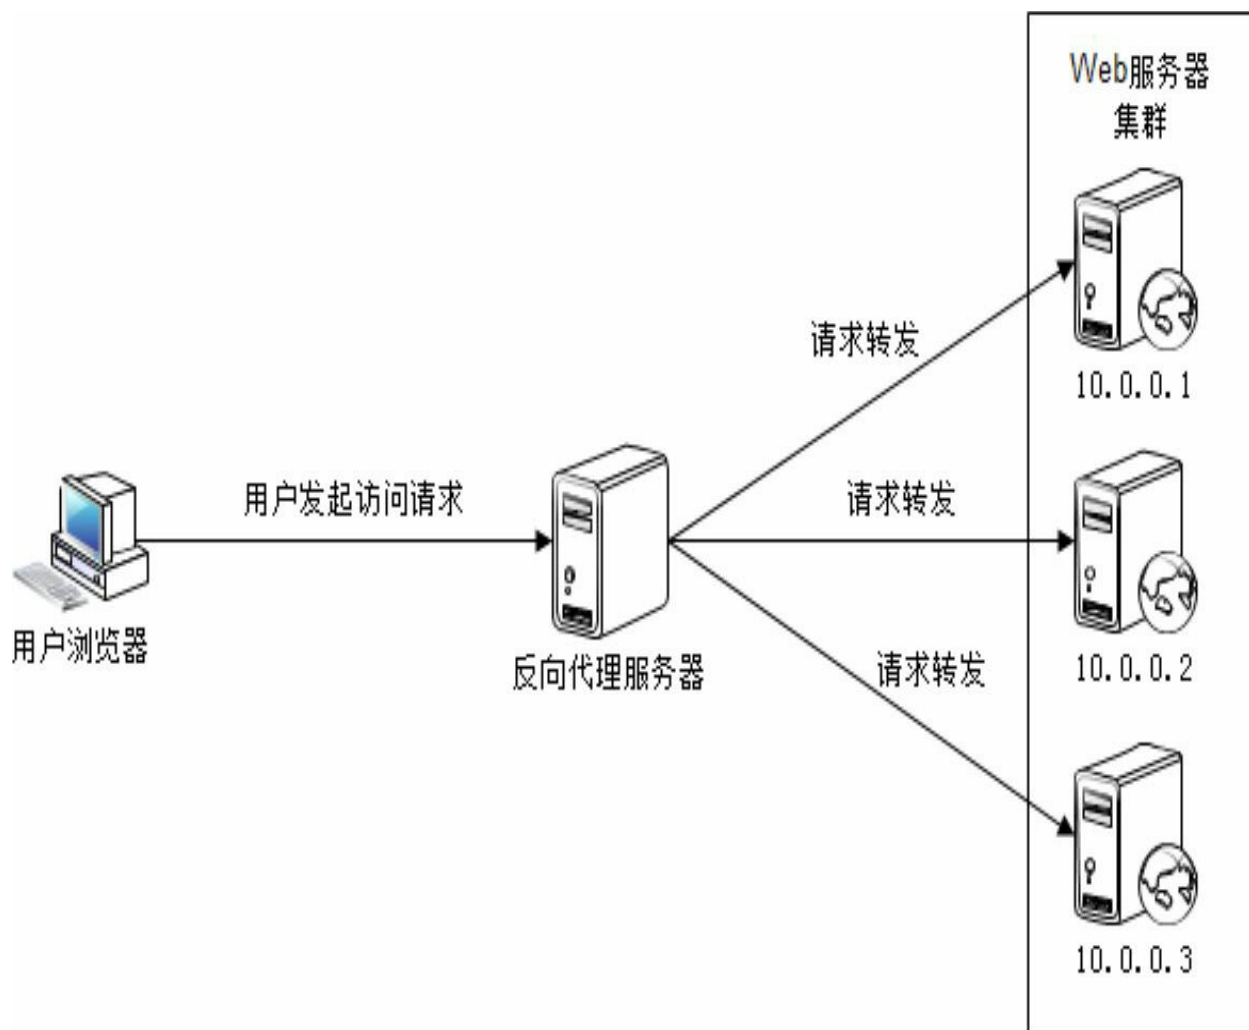 Web服务器
集群
请求转发
10.0.0.1
用户发起访问请求
请求转发
用户浏览器
反向代理服务器
请求转发
10.0.0.2
10.0.0.3